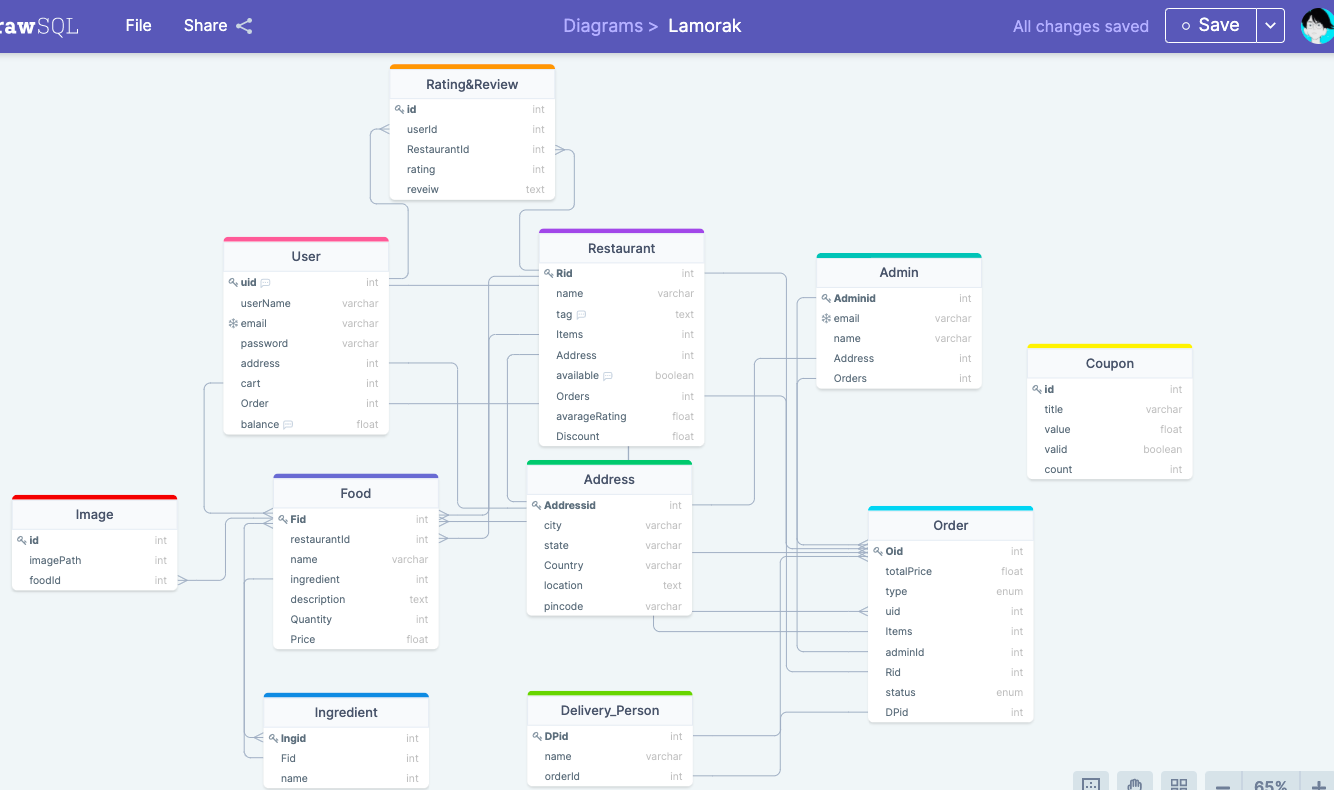 rawSQL File Share Diagrams > Lamorak All changes saved Save
Rating&Review
id int
userId int
RestaurantId int
rating int
reveiw text
User
uid int
userName varchar
email varchar
password varchar
address int
cart int
Order int
balance float
Restaurant
Rid int
name varchar
tag text
Items int
Address int
available boolean
Orders int
avarageRating float
Discount float
Admin
Adminid int
email varchar
name varchar
Address int
Orders int
Coupon
id int
title varchar
value float
valid boolean
count int
Image
id int
imagePath int
foodId int
Food
Fid int
restaurantId int
name varchar
ingredient int
description text
Quantity int
Price float
Address
Addressid int
city varchar
state varchar
Country varchar
location text
pincode varchar
Order
Oid int
totalPrice float
type enum
uid int
Items int
adminId int
Rid int
status enum
DPid int
Ingredient
Ingid int
Fid int
name int
Delivery_Person
DPid int
name varchar
orderId int
65%